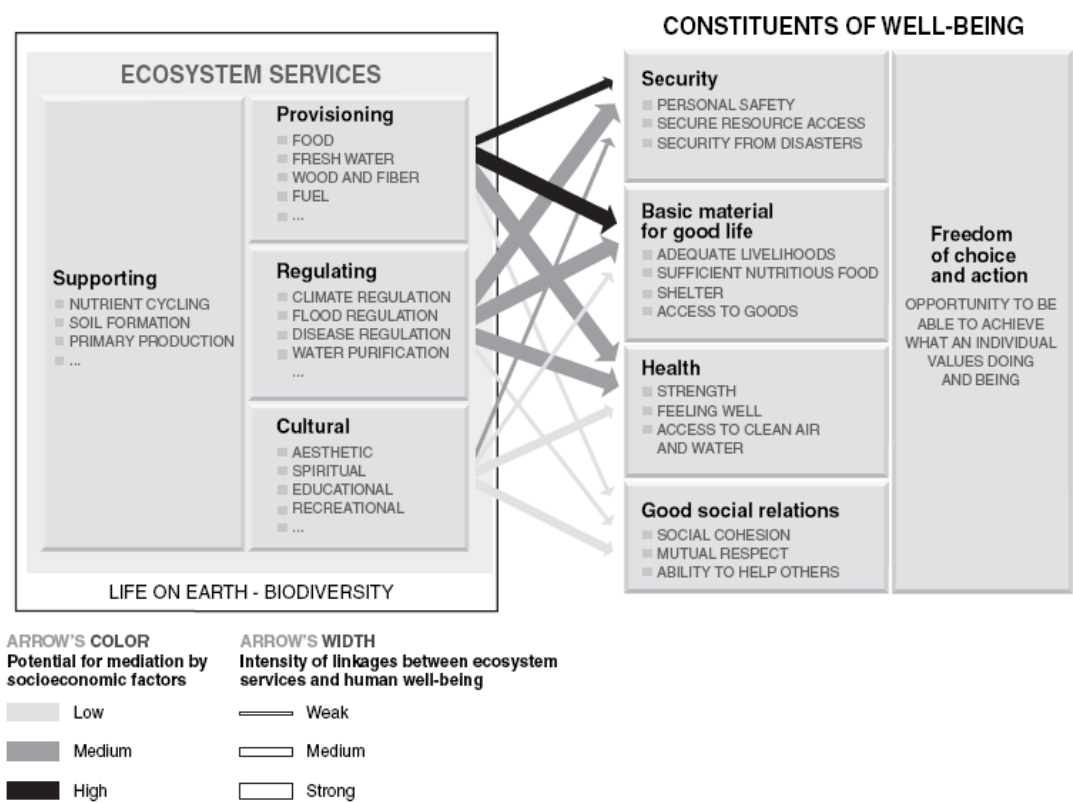 CONSTITUENTS OF WELL-BEING
ECOSYSTEM SERVICES
Supporting
NUTRIENT CYCLING
SOIL FORMATION
PRIMARY PRODUCTION
...
Provisioning
FOOD
FRESH WATER
WOOD AND FIBER
FUEL
...
Regulating
CLIMATE REGULATION
FLOOD REGULATION
DISEASE REGULATION
WATER PURIFICATION
...
Cultural
AESTHETIC
SPIRITUAL
EDUCATIONAL
RECREATIONAL
...
LIFE ON EARTH - BIODIVERSITY
Security
PERSONAL SAFETY
SECURE RESOURCE ACCESS
SECURITY FROM DISASTERS
Basic material
for good life
ADEQUATE LIVELIHOODS
SUFFICIENT NUTRITIOUS FOOD
SHELTER
ACCESS TO GOODS
Health
STRENGTH
FEELING WELL
ACCESS TO CLEAN AIR
AND WATER
Good social relations
SOCIAL COHESION
MUTUAL RESPECT
ABILITY TO HELP OTHERS
Freedom
of choice
and action
OPPORTUNITY TO BE
ABLE TO ACHIEVE
WHAT AN INDIVIDUAL
VALUES DOING
AND BEING
ARROW'S COLOR
Potential for mediation by
socioeconomic factors
Low
Medium
High
ARROW'S WIDTH
Intensity of linkages between ecosystem
services and human well-being
Weak
Medium
Strong